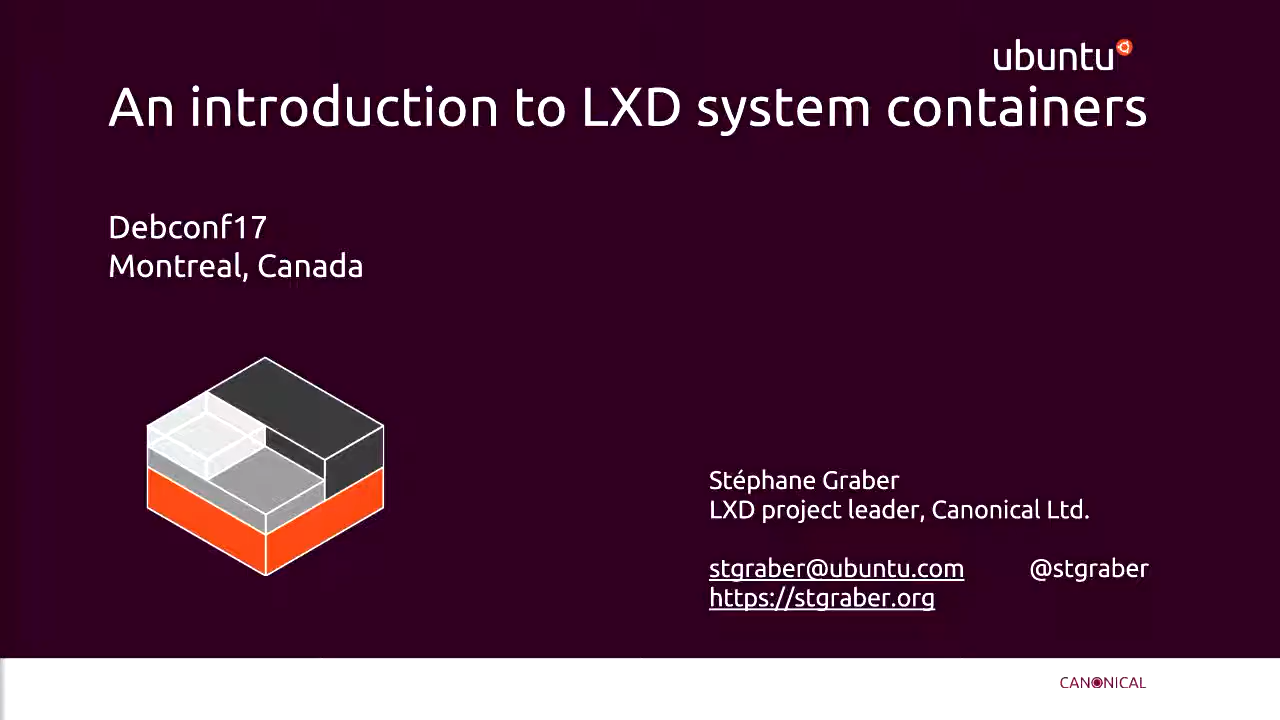 ubuntu
An introduction to LXD system containers
Debconf17
Montreal, Canada
Stéphane Graber
LXD project leader, Canonical Ltd.
stgraber@ubuntu.com @stgraber
https://stgraber.org
CANONICAL